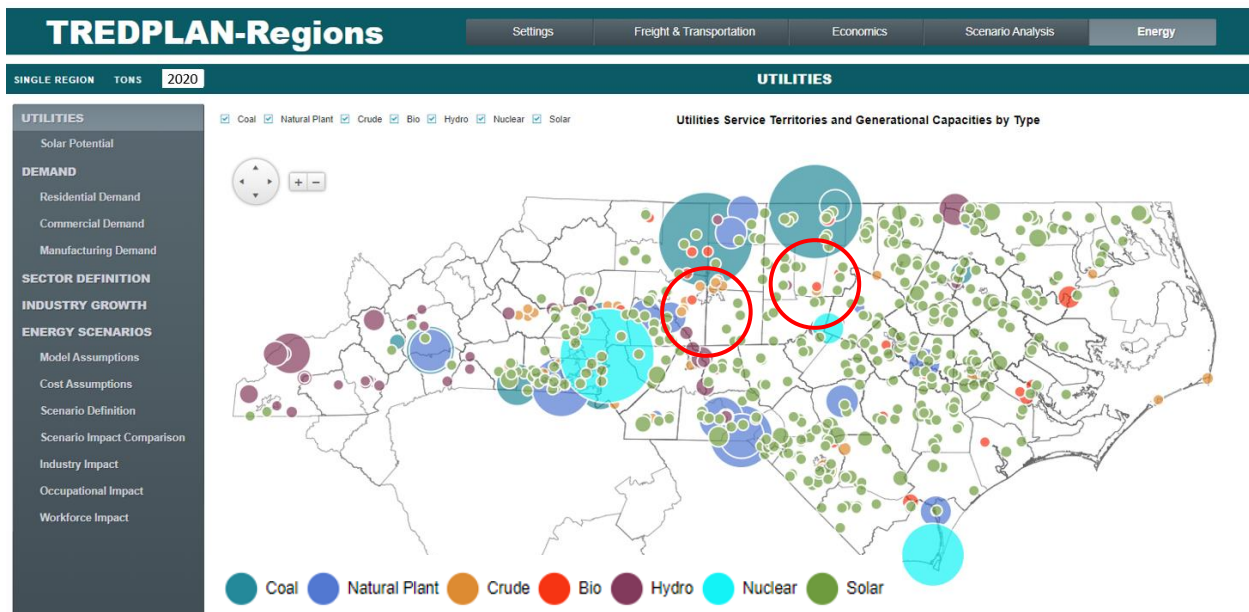 TREDPLAN-Regions
Settings
Freight & Transportation
Economics
Scenario Analysis
Energy
SINGLE REGION TONS 2020
UTILITIES
UTILITIES
Solar Potential
DEMAND
Residential Demand
Commercial Demand
Manufacturing Demand
SECTOR DEFINITION
INDUSTRY GROWTH
ENERGY SCENARIOS
Model Assumptions
Cost Assumptions
Scenario Definition
Scenario Impact Comparison
Industry Impact
Occupational Impact
Workforce Impact
Coal Natural Plant Crude Bio Hydro Nuclear Solar
Utilities Service Territories and Generational Capacities by Type
Coal Natural Plant Crude Bio Hydro Nuclear Solar